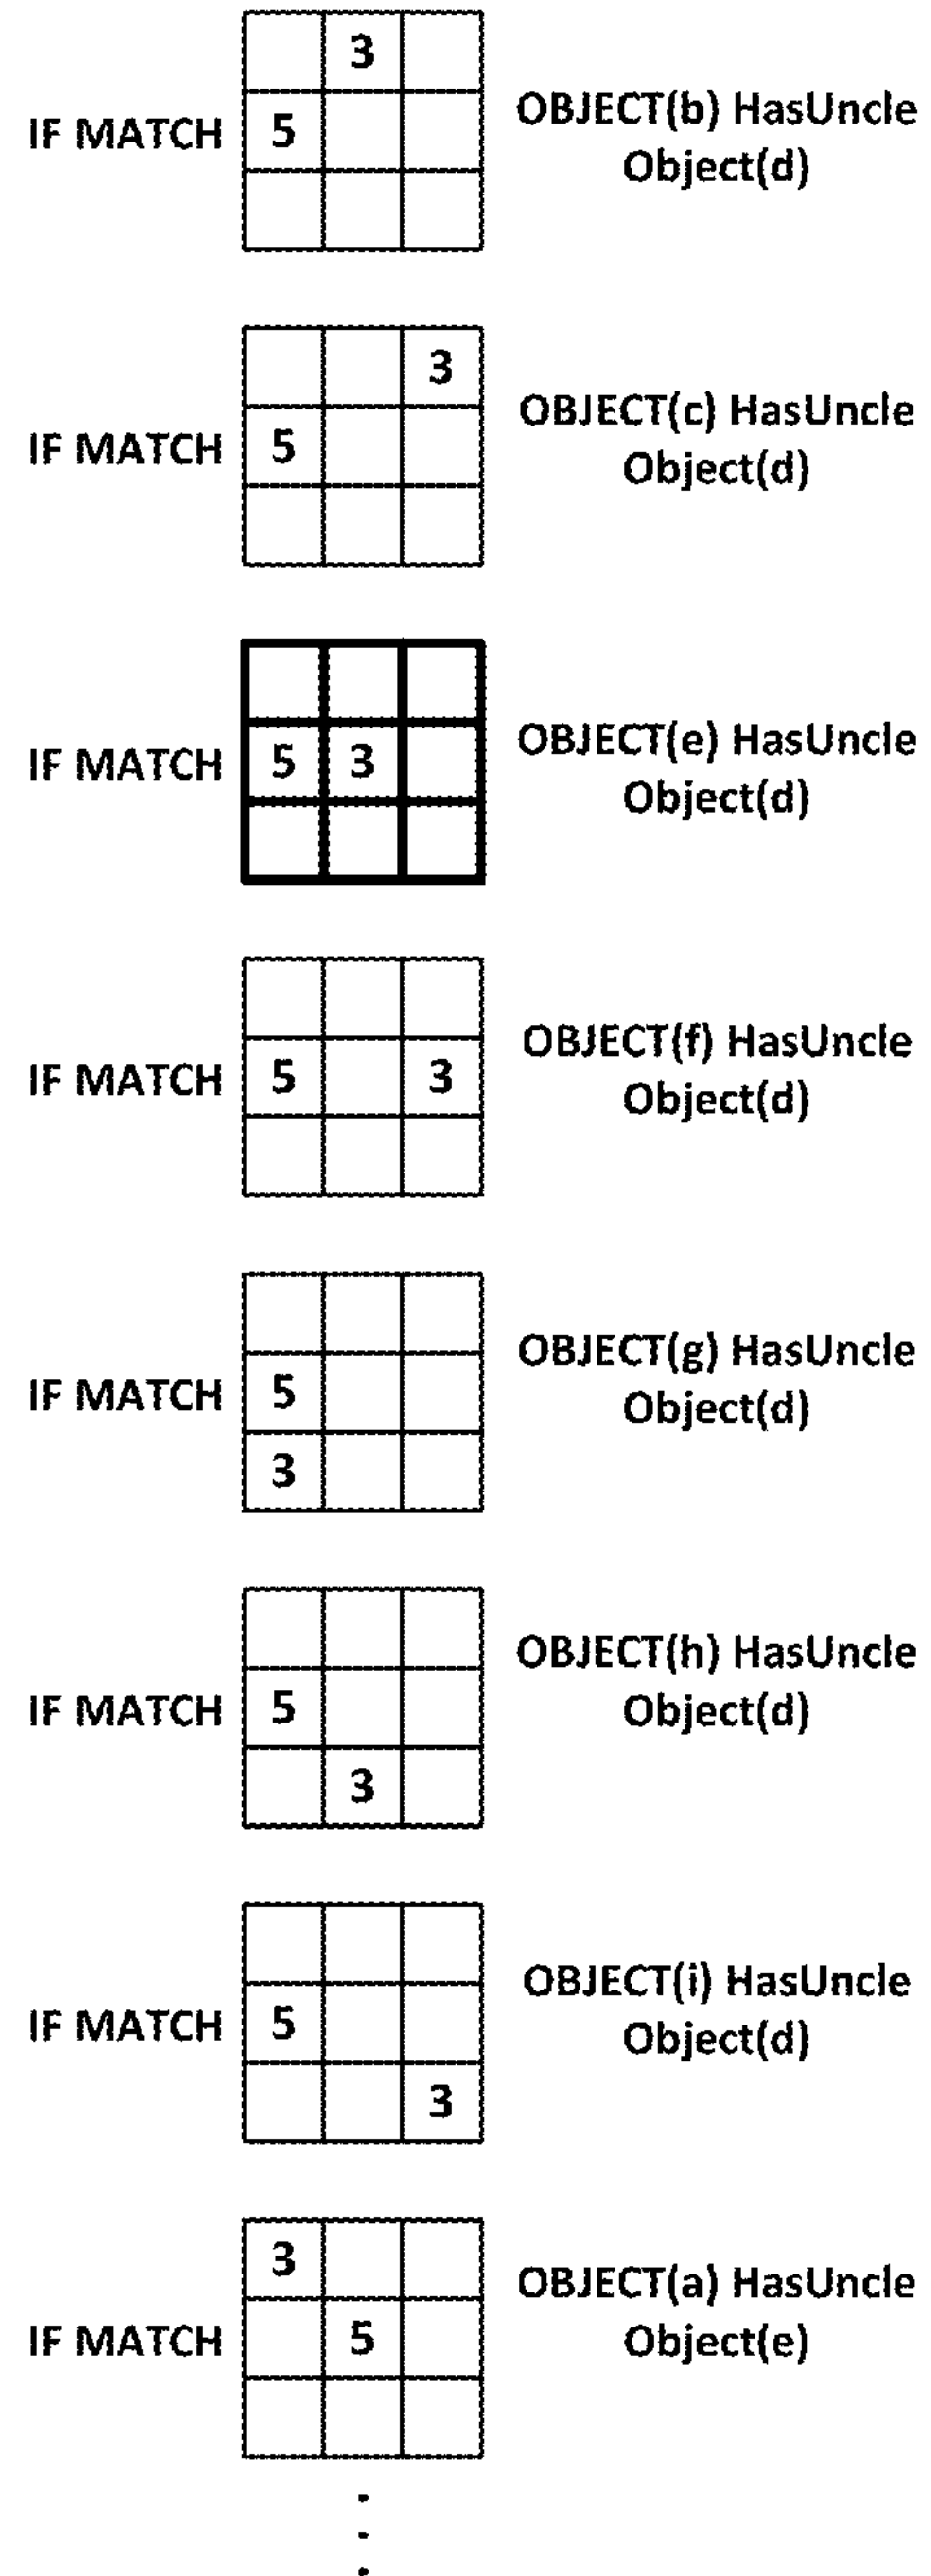 3
OBJECT(b) HasUncle
IF MATCH 5
Object(d)
3
OBJECT(c) HasUncle
IF MATCH 5
Object(d)
OBJECT(e) HasUncle
IF MATCH 5 3
Object(d)
OBJECT(f) HasUncle
IF MATCH 5 3
Object(d)
OBJECT(g) HasUncle
IF MATCH 5
Object(d)
3
OBJECT(h) HasUncle
IF MATCH 5
Object(d)
3
OBJECT(i) HasUncle
IF MATCH 5
Object(d)
3
3
OBJECT(a) HasUncle
IF MATCH 5
Object(e)